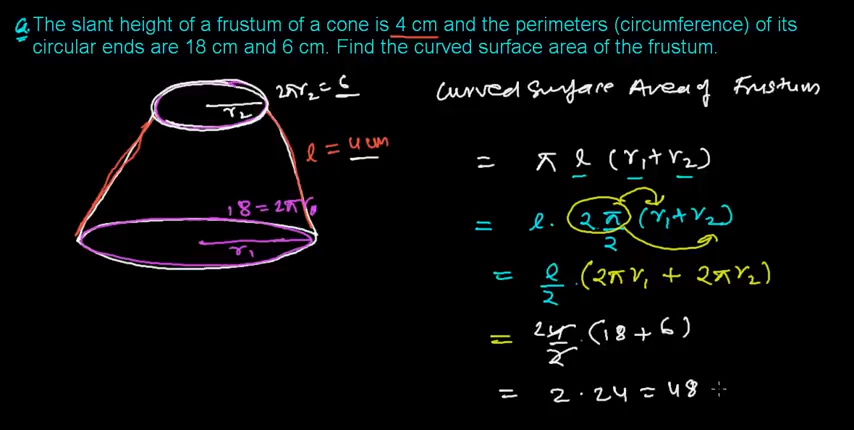 Q. The slant height of a frustum of a cone is 4 cm and the perimeters (circumference) of its
circular ends are 18 cm and 6 cm. Find the curved surface area of the frustum.
2πr₂ = 6
r₂
l = 4 cm
18 = 2πr₁
r₁
Curved Surface Area of Frustum
= π l (r₁ + r₂)
= l · 2·π/2 (r₁ + r₂)
= l/2 · (2πr₁ + 2πr₂)
= 2 4/2 · (18 + 6)
= 2 · 24 = 48